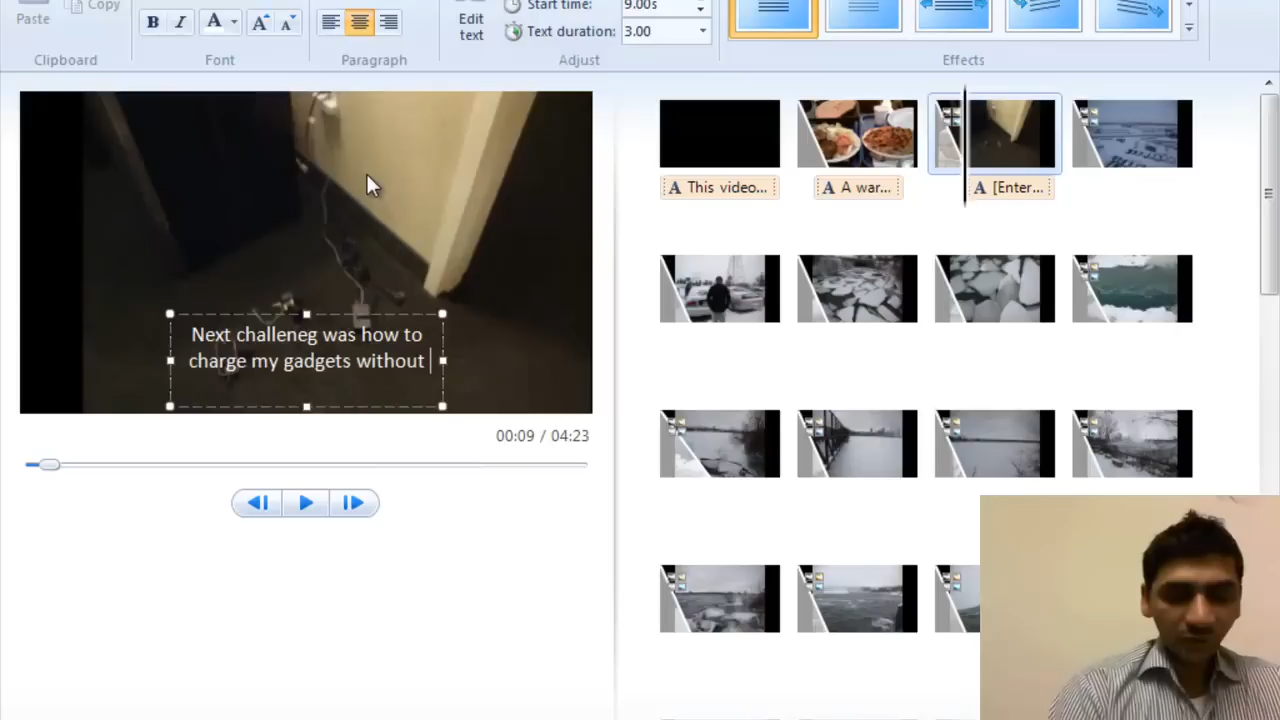 Paste
Copy
B I A A A
Edit
text
Start time: 9.00s
Text duration: 3.00
Clipboard
Font
Paragraph
Adjust
Effects
A This video...
A A war...
A [Enter...
Next challeneg was how to
charge my gadgets without
00:09 / 04:23